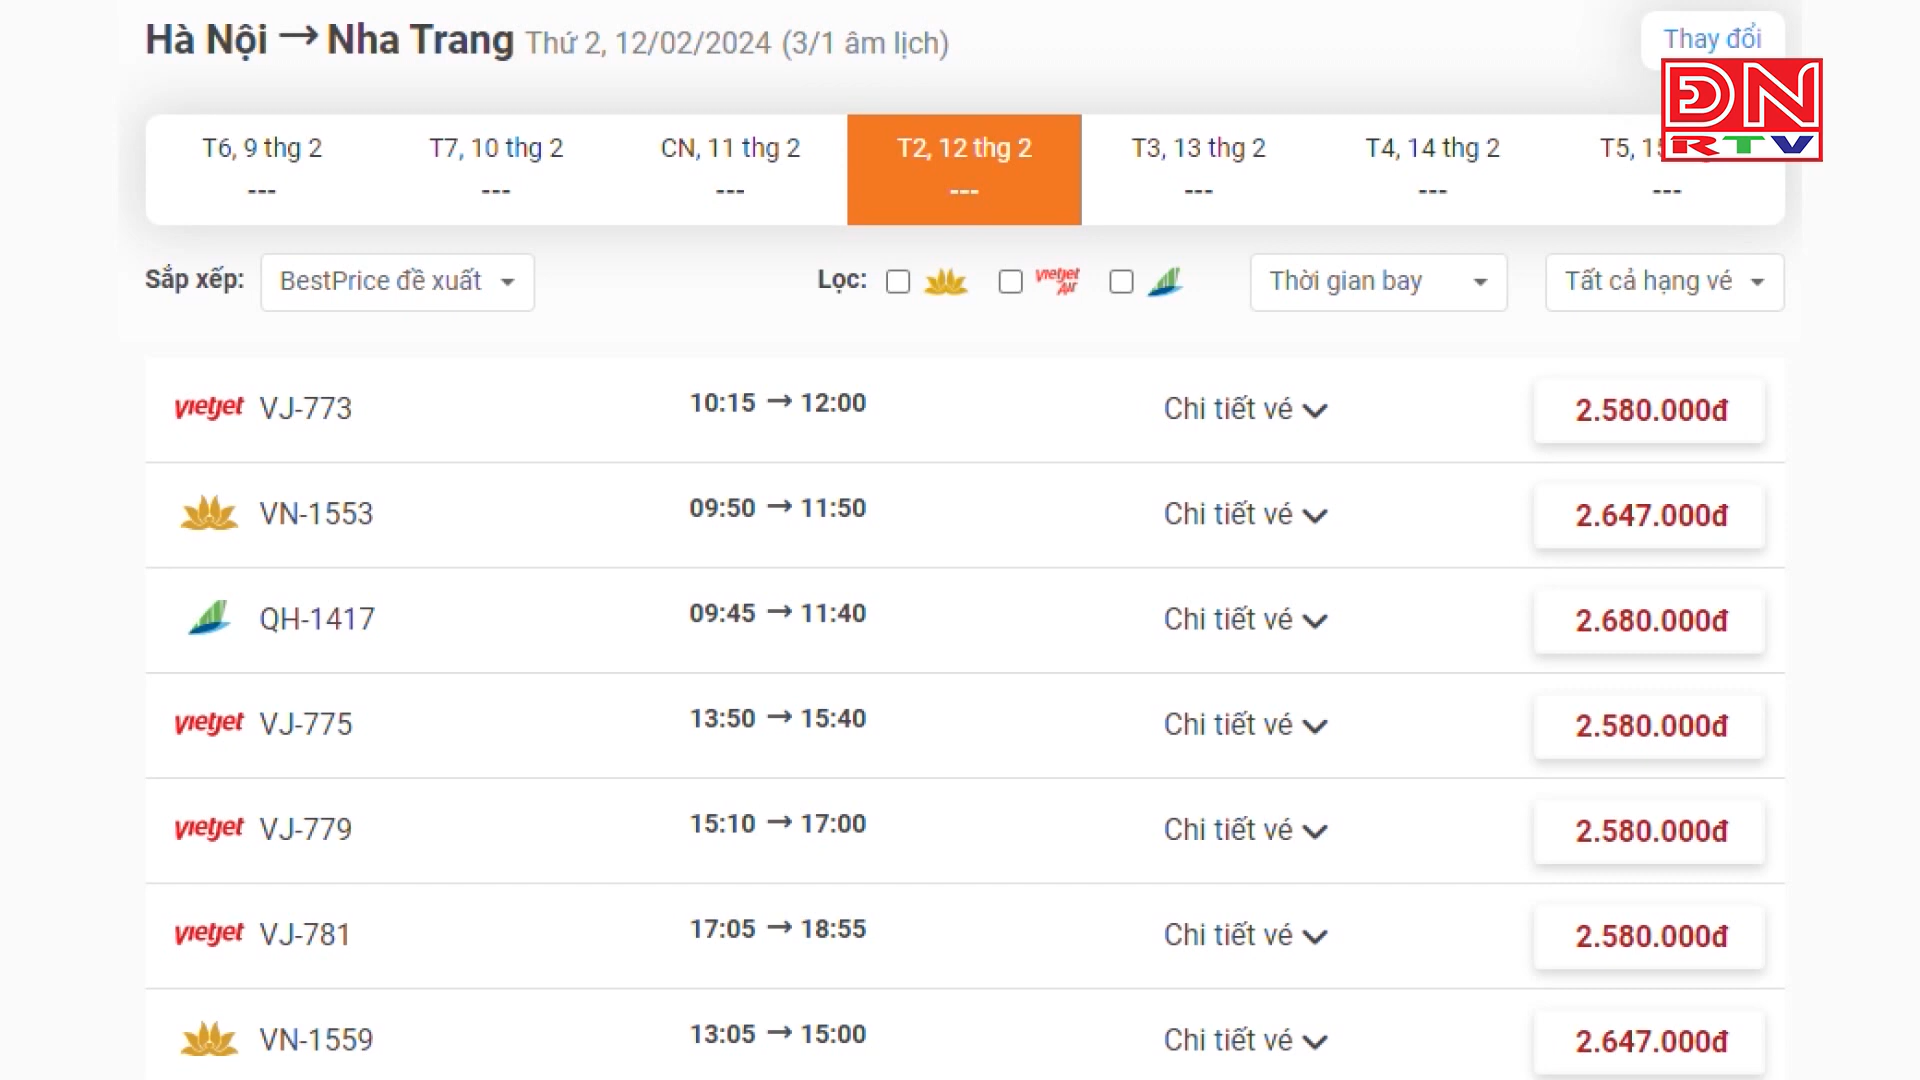 Hà Nội → Nha Trang Thứ 2, 12/02/2024 (3/1 âm lịch)
Thay đổi
ĐN
RTV
T6, 9 thg 2 T7, 10 thg 2 CN, 11 thg 2 T2, 12 thg 2 T3, 13 thg 2 T4, 14 thg 2 T5,
--- --- --- --- --- --- ---
Sắp xếp: BestPrice đề xuất Lọc: vietjet Air Thời gian bay Tất cả hạng vé
vietjet VJ-773 10:15 → 12:00 Chi tiết vé 2.580.000đ
VN-1553 09:50 → 11:50 Chi tiết vé 2.647.000đ
QH-1417 09:45 → 11:40 Chi tiết vé 2.680.000đ
vietjet VJ-775 13:50 → 15:40 Chi tiết vé 2.580.000đ
vietjet VJ-779 15:10 → 17:00 Chi tiết vé 2.580.000đ
vietjet VJ-781 17:05 → 18:55 Chi tiết vé 2.580.000đ
VN-1559 13:05 → 15:00 Chi tiết vé 2.647.000đ